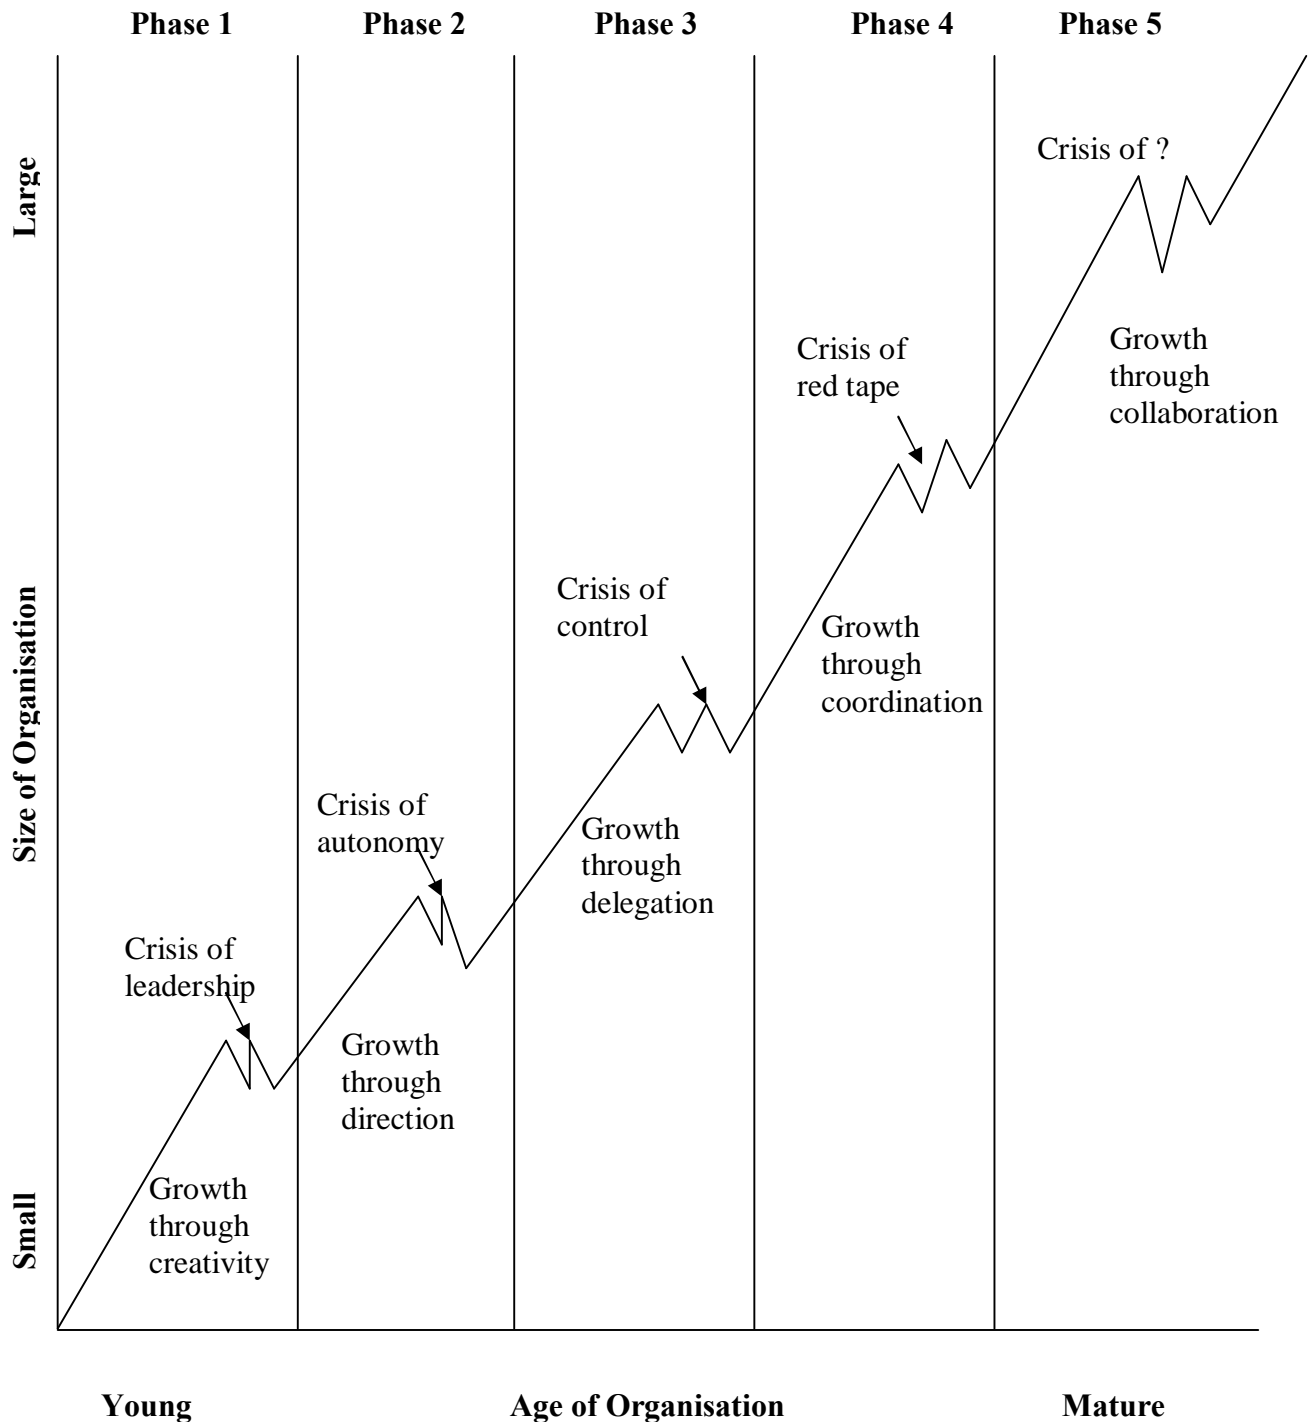 Phase 1 Phase 2 Phase 3 Phase 4 Phase 5
Large
Crisis of ?
Growth
through
collaboration
Crisis of
red tape
Size of Organisation
Crisis of
control
Growth
through
coordination
Crisis of
autonomy
Growth
through
delegation
Crisis of
leadership
Growth
through
direction
Small
Growth
through
creativity
Young Age of Organisation Mature